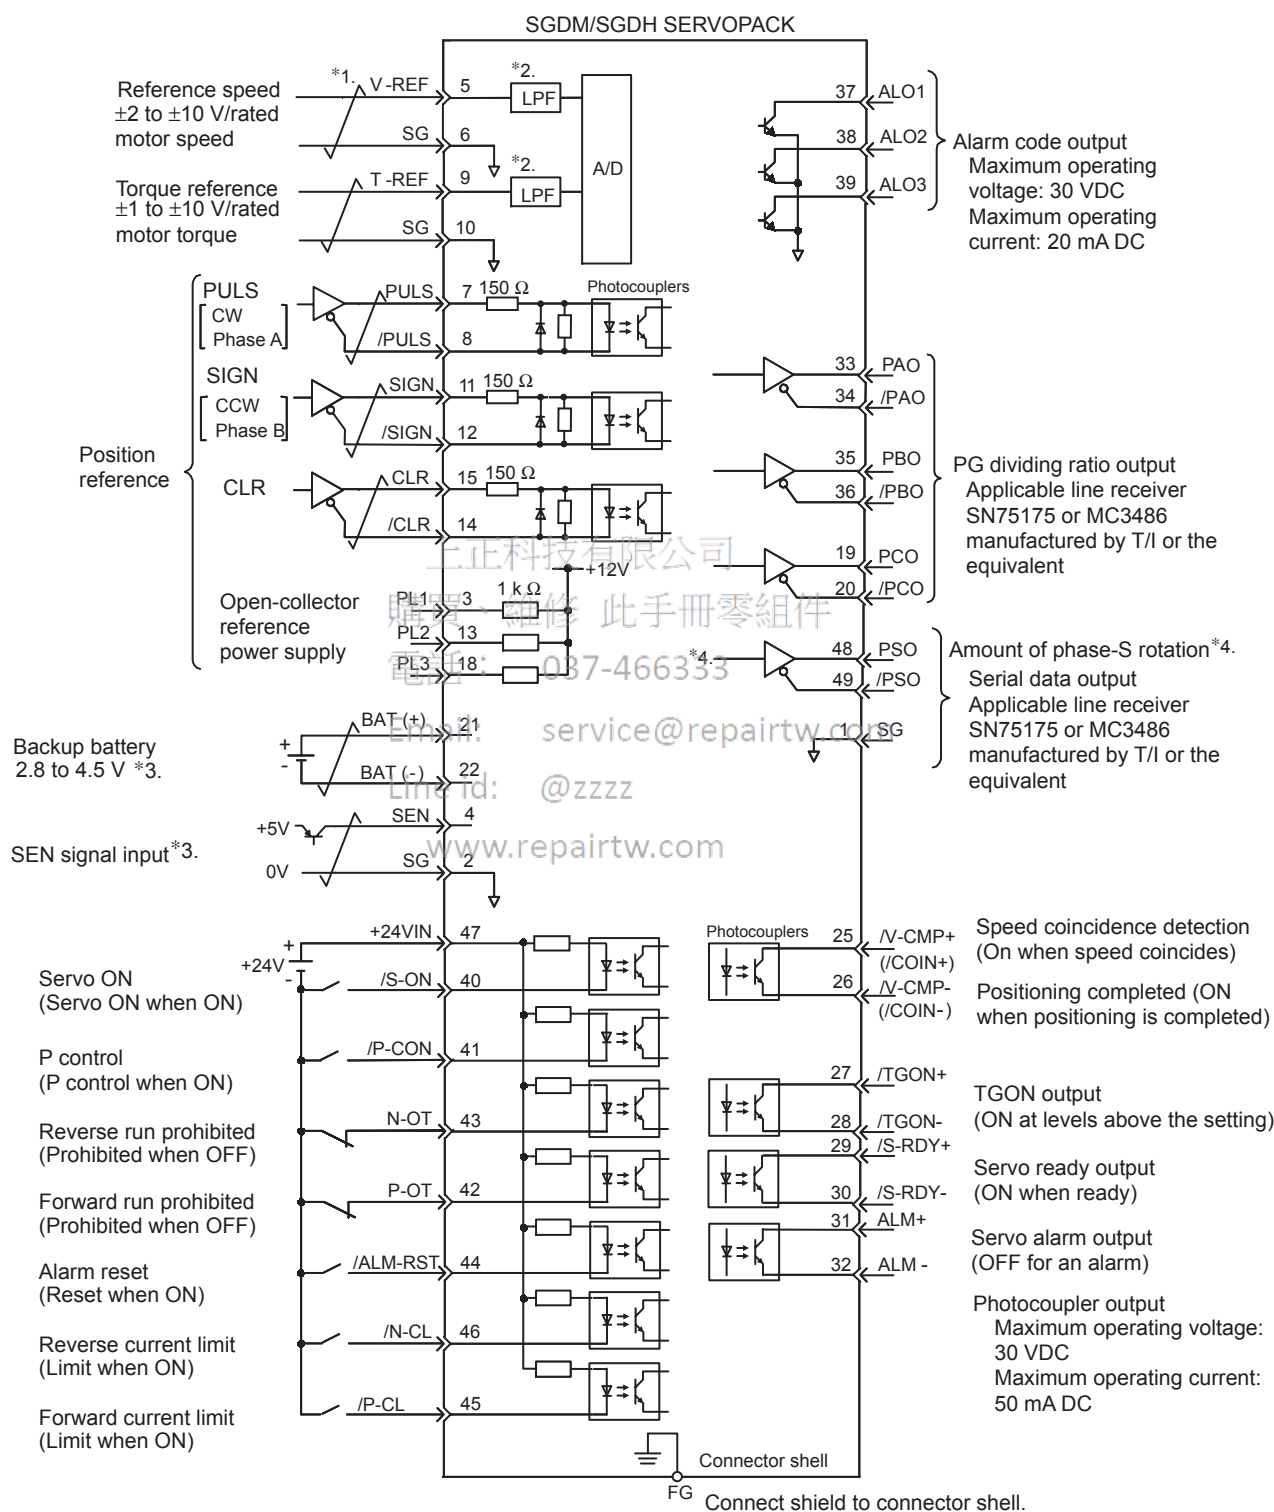 SGDM/SGDH SERVOPACK
Reference speed
±2 to ±10 V/rated
motor speed
*1.
V-REF
5
*2.
LPF
SG
6
A/D
Torque reference
±1 to ±10 V/rated
motor torque
T-REF
9
*2.
LPF
SG
10
37
ALO1
38
ALO2
39
ALO3
Alarm code output
Maximum operating
voltage: 30 VDC
Maximum operating
current: 20 mA DC
Position
reference
PULS
CW
Phase A
PULS
7
150 Ω
Photocouplers
/PULS
8
SIGN
CCW
Phase B
SIGN
11
150 Ω
/SIGN
12
CLR
CLR
15
150 Ω
/CLR
14
+12V
Open-collector
reference
power supply
PL1
3
1 k Ω
PL2
13
PL3
18
33
PAO
34
/PAO
35
PBO
36
/PBO
19
PCO
20
/PCO
PG dividing ratio output
Applicable line receiver
SN75175 or MC3486
manufactured by T/I or the
equivalent
*4.
48
PSO
49
/PSO
1
SG
Amount of phase-S rotation*4.
Serial data output
Applicable line receiver
SN75175 or MC3486
manufactured by T/I or the
equivalent
上正科技有限公司
購買、維修 此手冊零組件
電話: 037-466333
Email: service@repairtw.com
Line id: @zzzz
www.repairtw.com
Backup battery
2.8 to 4.5 V *3.
+
-
BAT (+)
21
BAT (-)
22
SEN signal input*3.
+5V
SEN
4
0V
SG
2
+
+24V
-
+24VIN
47
Servo ON
(Servo ON when ON)
/S-ON
40
P control
(P control when ON)
/P-CON
41
Reverse run prohibited
(Prohibited when OFF)
N-OT
43
Forward run prohibited
(Prohibited when OFF)
P-OT
42
Alarm reset
(Reset when ON)
/ALM-RST
44
Reverse current limit
(Limit when ON)
/N-CL
46
Forward current limit
(Limit when ON)
/P-CL
45
Photocouplers
25
/V-CMP+
(/COIN+)
26
/V-CMP-
(/COIN-)
Speed coincidence detection
(On when speed coincides)
Positioning completed (ON
when positioning is completed)
27
/TGON+
28
/TGON-
TGON output
(ON at levels above the setting)
29
/S-RDY+
30
/S-RDY-
Servo ready output
(ON when ready)
31
ALM+
32
ALM -
Servo alarm output
(OFF for an alarm)
Photocoupler output
Maximum operating voltage:
30 VDC
Maximum operating current:
50 mA DC
Connector shell
FG
Connect shield to connector shell.